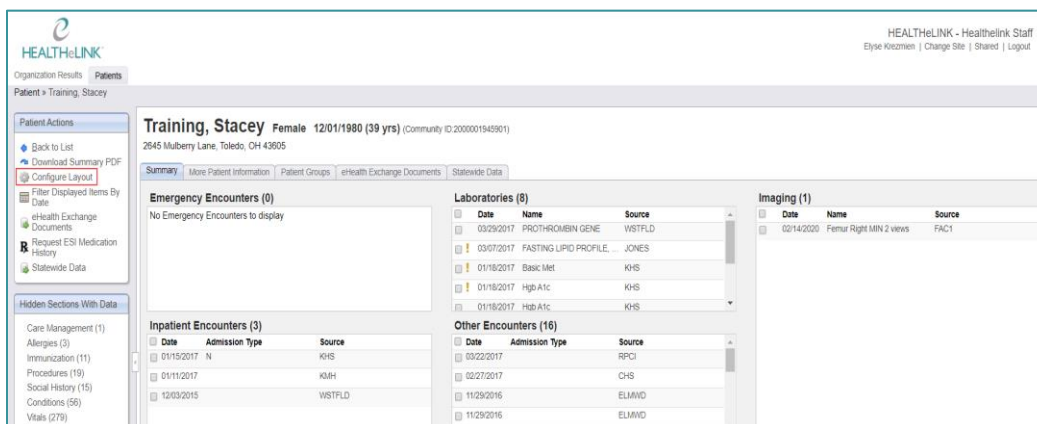 HEALTHeLINK
HEALTHeLINK - Healthelink Staff
Elyse Krezmien | Change Site | Shared | Logout
Organization Results Patients
Patient » Training, Stacey
Patient Actions
Back to List
Download Summary PDF
Configure Layout
Filter Displayed Items By
Date
eHealth Exchange
Documents
Request ESI Medication
History
Statewide Data
Hidden Sections With Data
Care Management (1)
Allergies (3)
Immunization (11)
Procedures (19)
Social History (15)
Conditions (56)
Vitals (279)
Training, Stacey Female 12/01/1980 (39 yrs) (Community ID:2000001945901)
2645 Mulberry Lane, Toledo, OH 43605
Summary More Patient Information Patient Groups eHealth Exchange Documents Statewide Data
Emergency Encounters (0)
No Emergency Encounters to display
Laboratories (8)
Date Name Source
03/29/2017 PROTHROMBIN GENE WSTFLD
! 03/07/2017 FASTING LIPID PROFILE, ... JONES
! 01/18/2017 Basic Met KHS
! 01/18/2017 Hgb A1c KHS
01/18/2017 Hgb A1c KHS
Imaging (1)
Date Name Source
02/14/2020 Femur Right MIN 2 views FAC1
Inpatient Encounters (3)
Date Admission Type Source
01/15/2017 N KHS
01/11/2017 KMH
12/03/2015 WSTFLD
Other Encounters (16)
Date Admission Type Source
03/22/2017 RPCI
02/27/2017 CHS
11/29/2016 ELMWD
11/29/2016 ELMWD